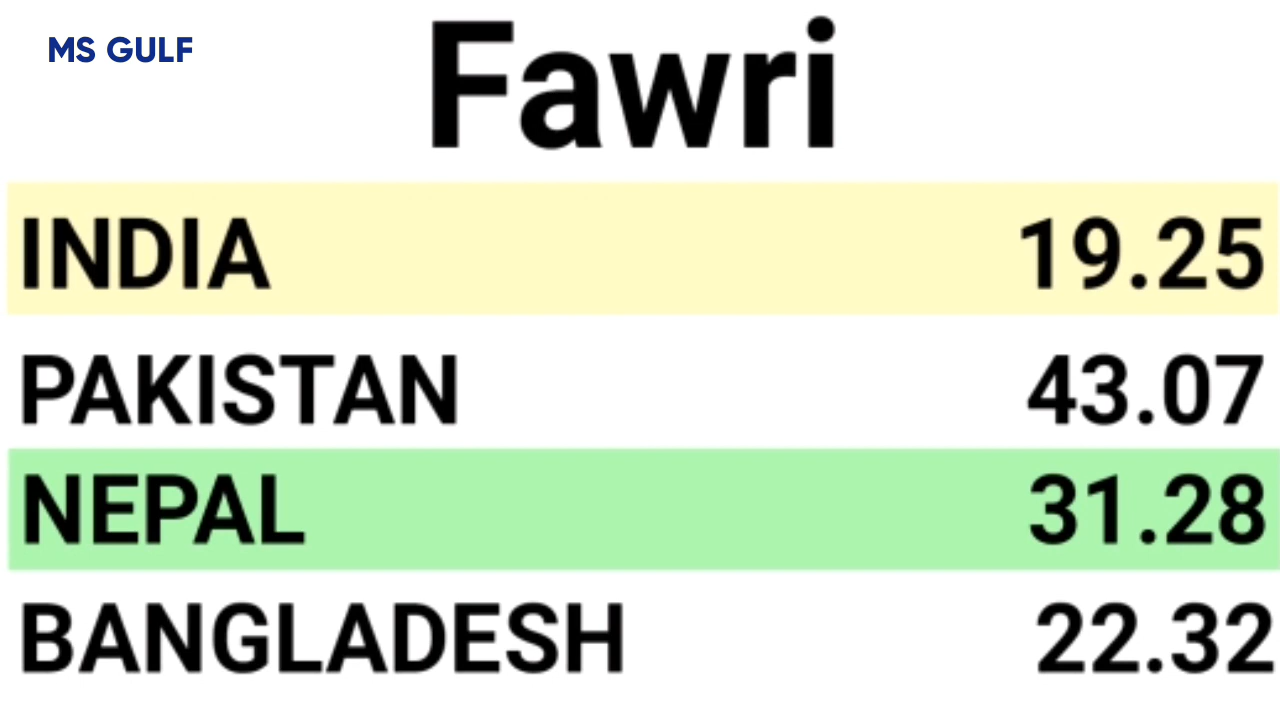 MS GULF
Fawri
INDIA 19.25
PAKISTAN 43.07
NEPAL 31.28
BANGLADESH 22.32